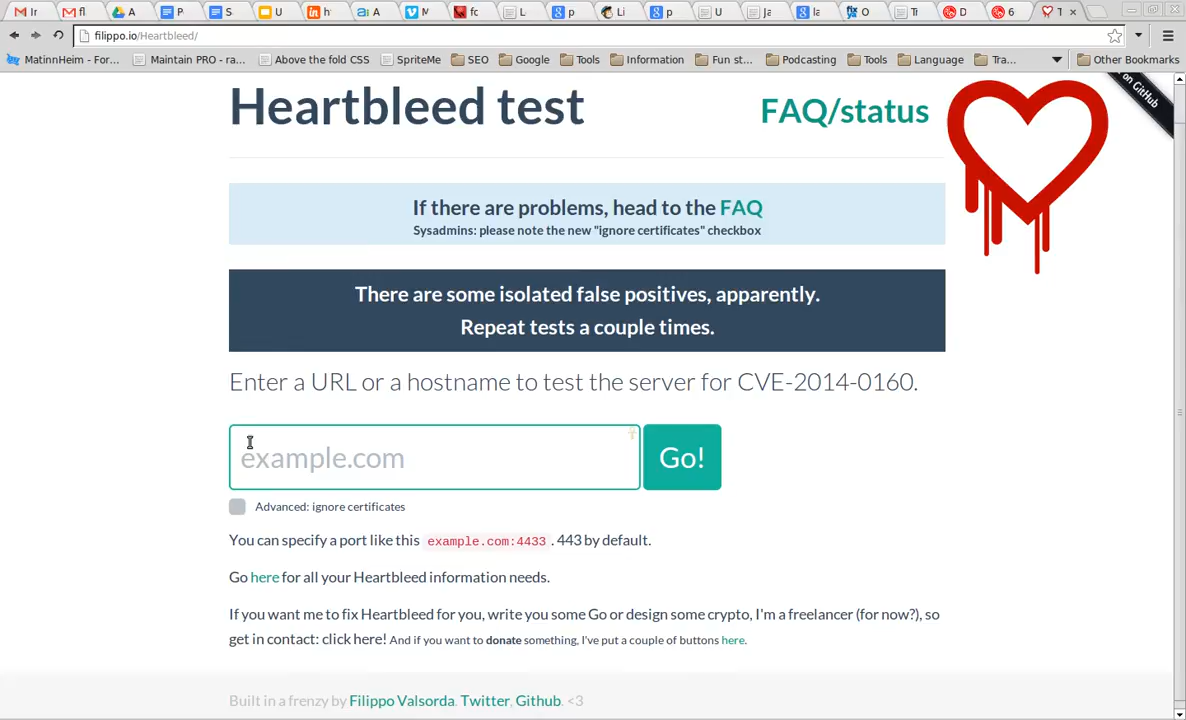 filippo.io/Heartbleed/
MatinnHeim - For... Maintain PRO - ra... Above the fold CSS SpriteMe SEO Google Tools Information Fun st... Podcasting Tools Language Tra... Other Bookmarks
on GitHub
Heartbleed test
FAQ/status
If there are problems, head to the FAQ
Sysadmins: please note the new "ignore certificates" checkbox
There are some isolated false positives, apparently.
Repeat tests a couple times.
Enter a URL or a hostname to test the server for CVE-2014-0160.
example.com
Go!
Advanced: ignore certificates
You can specify a port like this example.com:4433 . 443 by default.
Go here for all your Heartbleed information needs.
If you want me to fix Heartbleed for you, write you some Go or design some crypto, I'm a freelancer (for now?), so
get in contact: click here! And if you want to donate something, I've put a couple of buttons here.
Built in a frenzy by Filippo Valsorda. Twitter, Github. <3